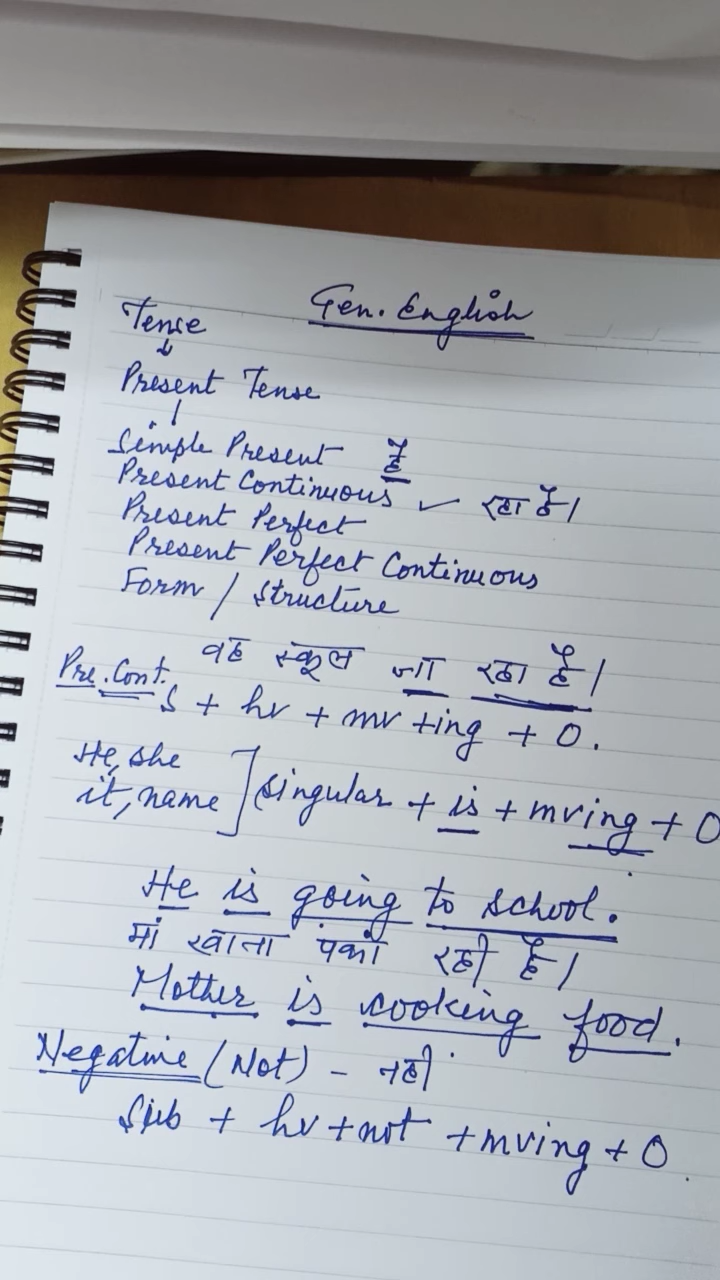 Gen. English
Tense
↓
Present Tense
Simple Present है
Present Continuous ✓ रहा है।
Present Perfect
Present Perfect Continuous
Form / Structure
वह स्कूल जा रहा है।
Pre. Cont. S + hv + mv +ing + O.
He, she
it, name ] singular + is + mving + O
He is going to school.
मां खाना पका रही है।
Mother is cooking food.
Negative (Not) - नहीं
Sub + hv + not + mving + O.